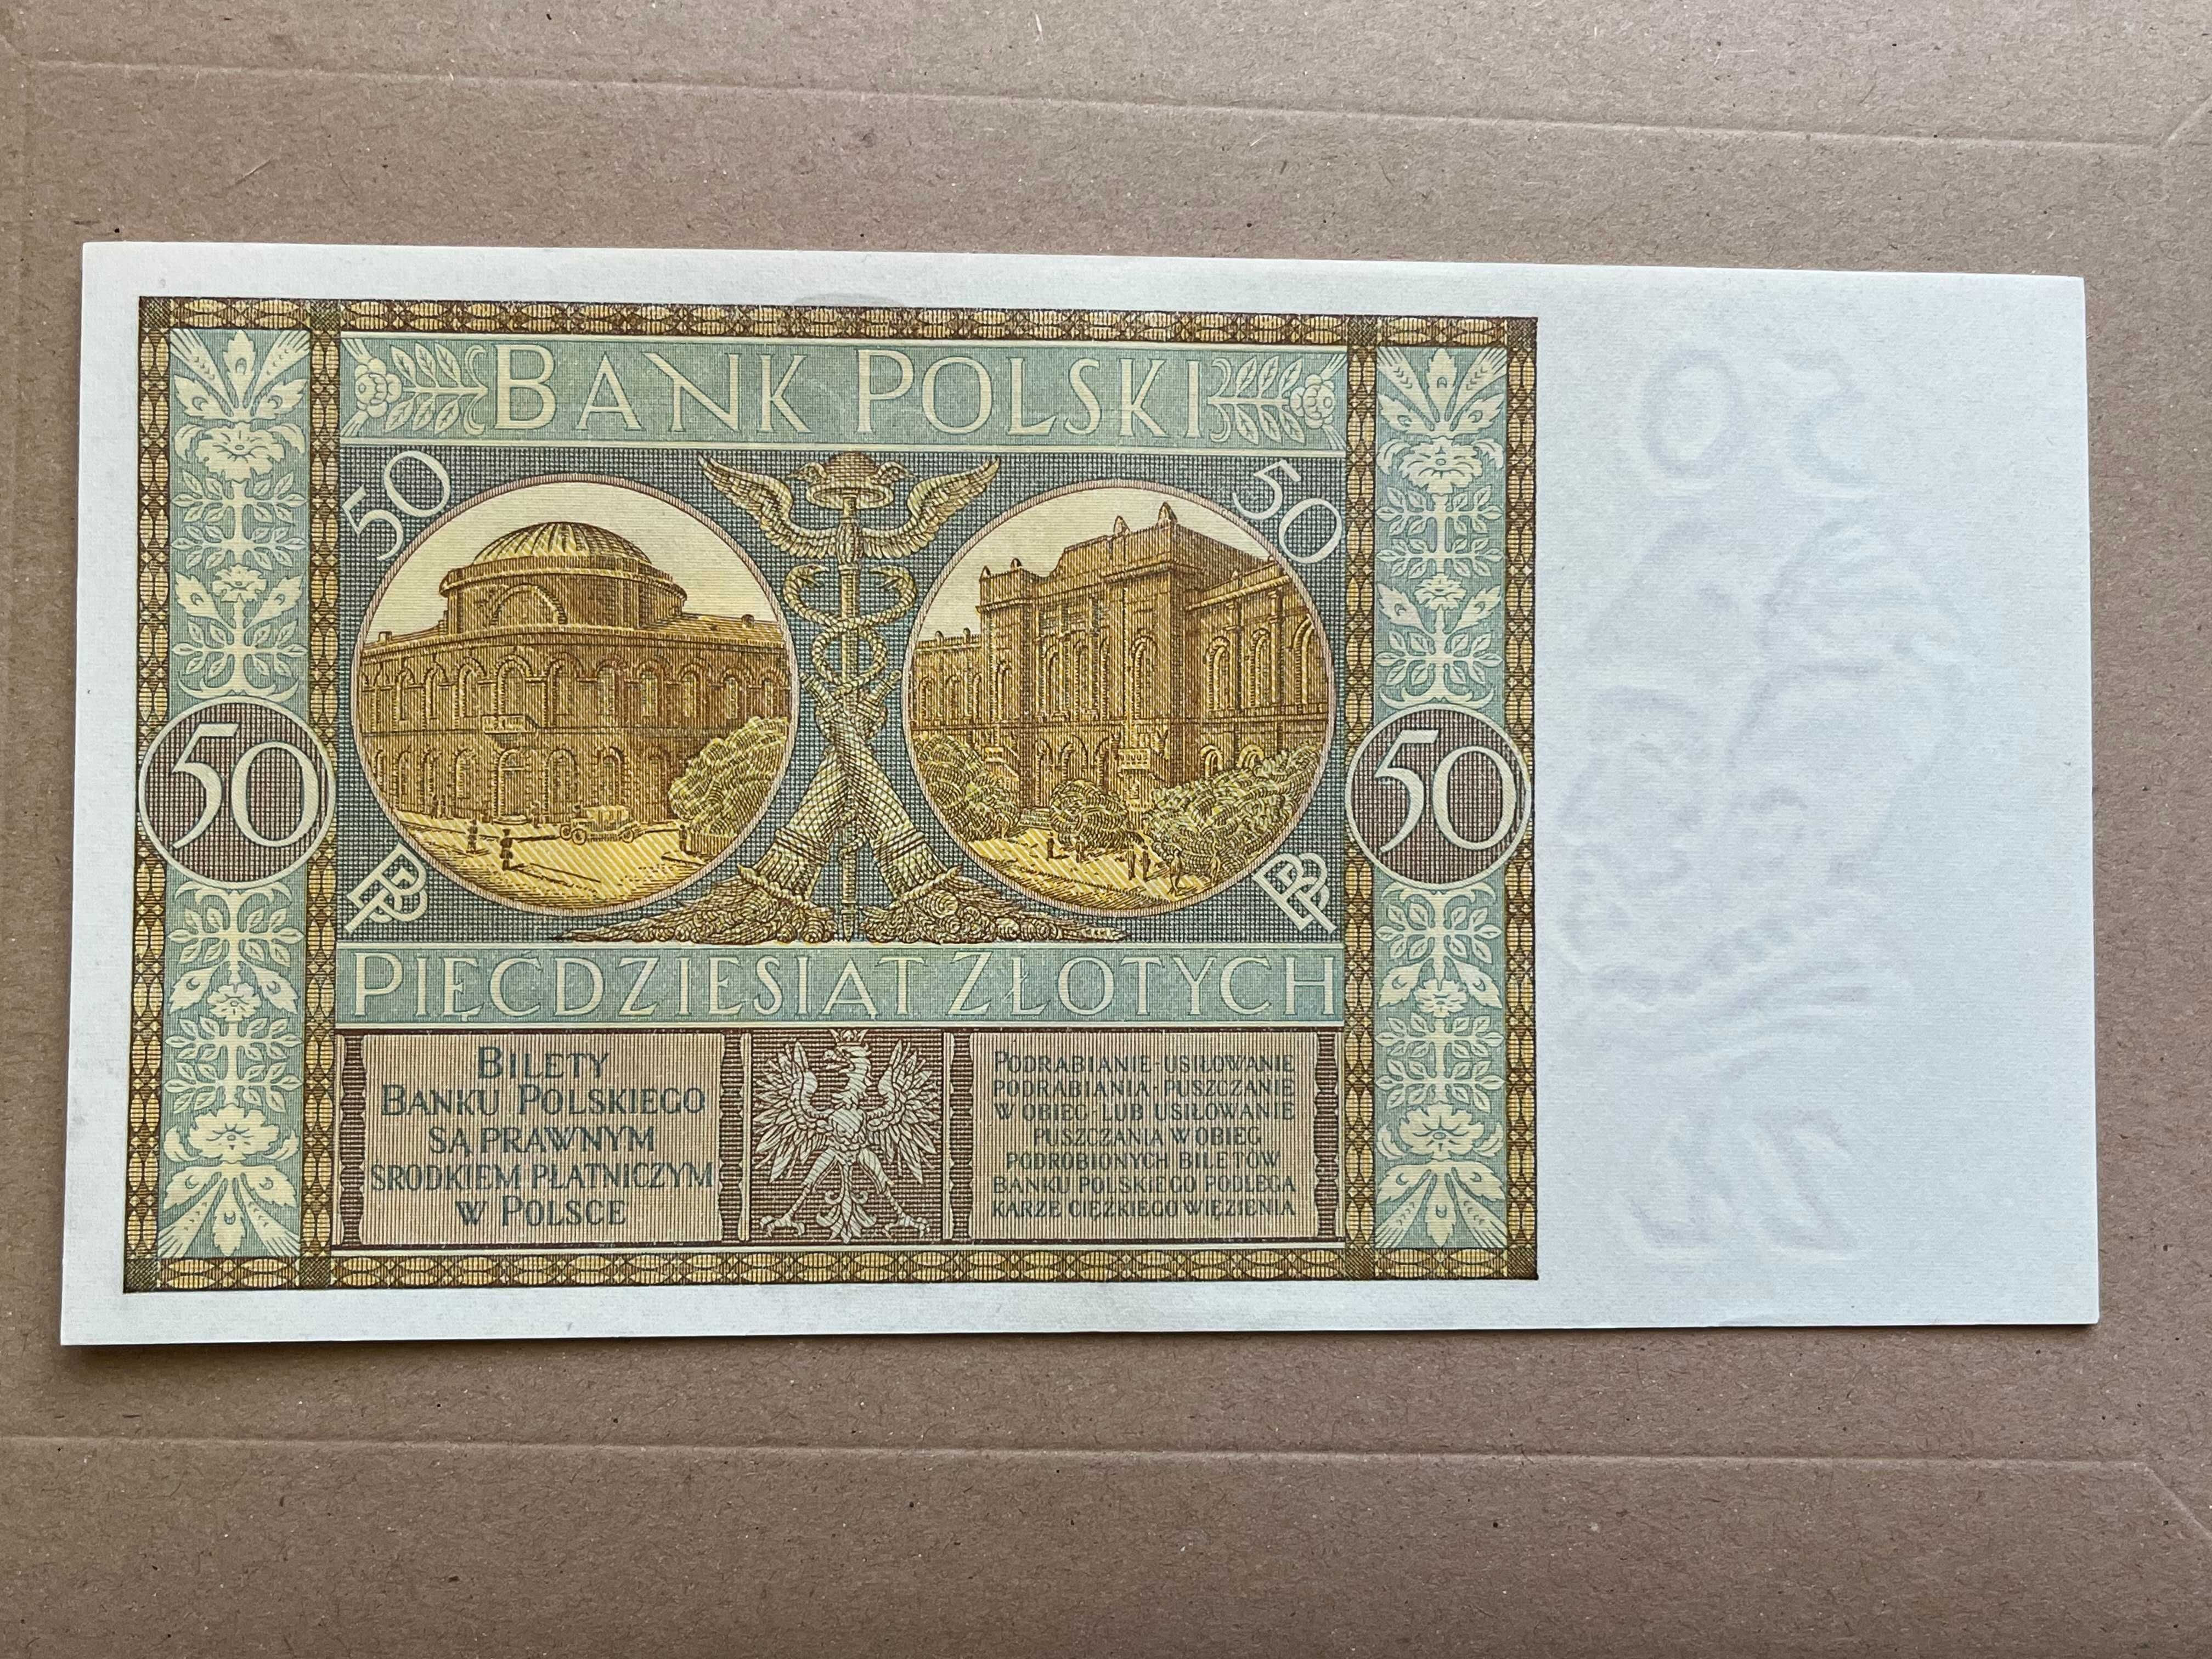 BANK POLSKI
50 50
50 50
PIĘĆDZIESIĄT ZŁOTYCH
BILETY
BANKU POLSKIEGO
SĄ PRAWNYM
ŚRODKIEM PŁATNICZYM
W POLSCE
PODRABIANIE-USIŁOWANIE
PODRABIANIA-PUSZCZANIE
W OBIEG-LUB USIŁOWANIE
PUSZCZANIA W OBIEG
PODROBIONYCH BILETÓW
BANKU POLSKIEGO PODLEGA
KARZE CIĘŻKIEGO WIĘZIENIA